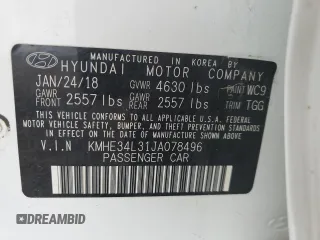 MANUFACTURED IN KOREA BY
HYUNDAI MOTOR COMPANY
JAN/24/18 GVWR 4630 lbs PAINT WC9
GAWR FRONT 2557 lbs GAWR REAR 2557 lbs TRIM TGG
THIS VEHICLE CONFORMS TO ALL APPLICABLE U.S.A. FEDERAL
MOTOR VEHICLE SAFETY, BUMPER, AND THEFT PREVENTION
STANDARDS IN EFFECT ON THE DATE OF MANUFACTURE
SHOWN ABOVE.
V.I.N KMHE34L31JA078496
PASSENGER CAR
DREAMBID